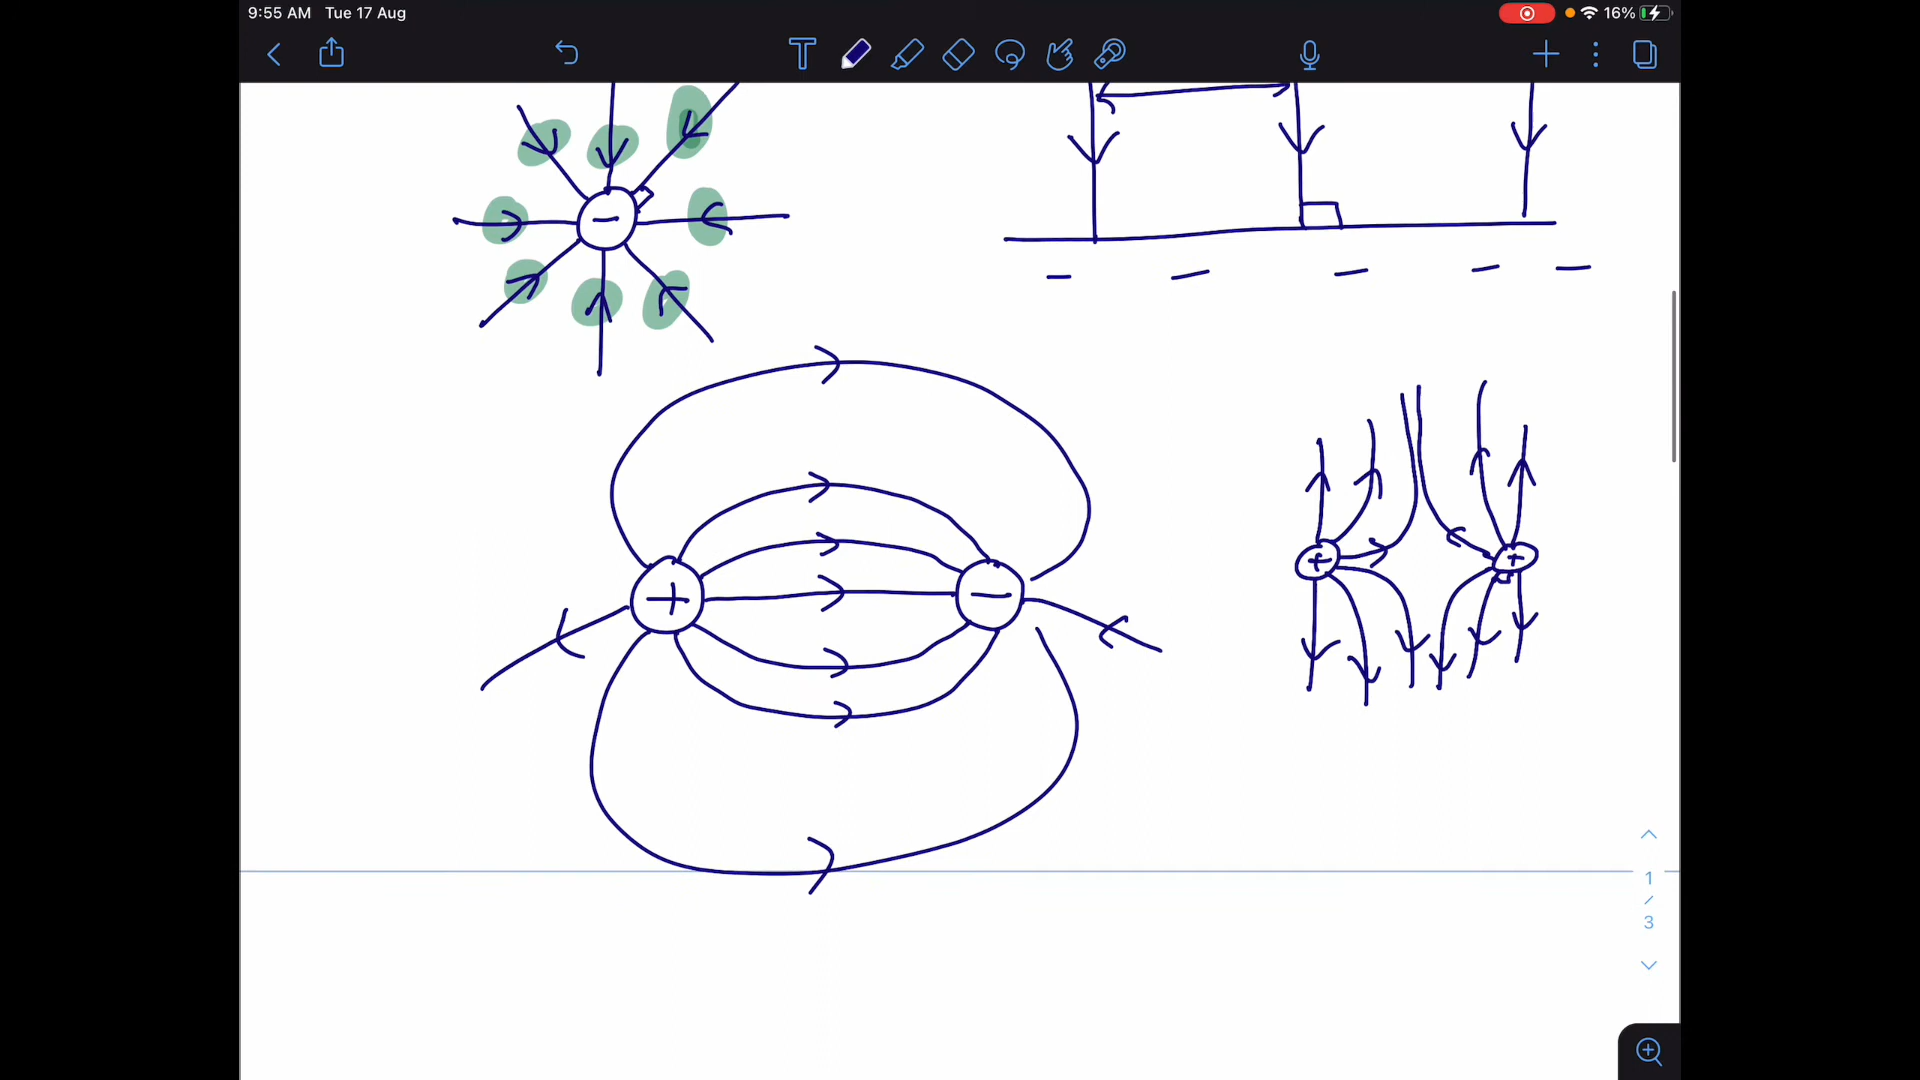 9:55 AM Tue 17 Aug 16%
T
−
− − − − −
+ −
+ +
1
/
3